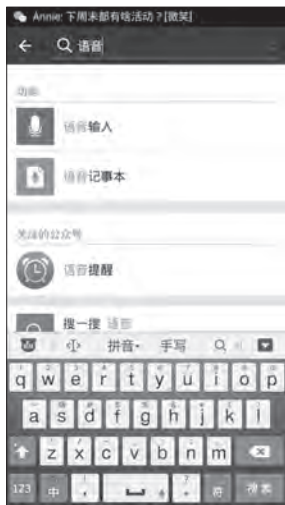 Annie: 下周末都有啥活动？[微笑]
语音
功能
语音输入
语音记事本
关注的公众号
语音提醒
搜一搜 语音
拼音 手写
q w e r t y u i o p
a s d f g h j k l
z x c v b n m
123 中 符 搜索